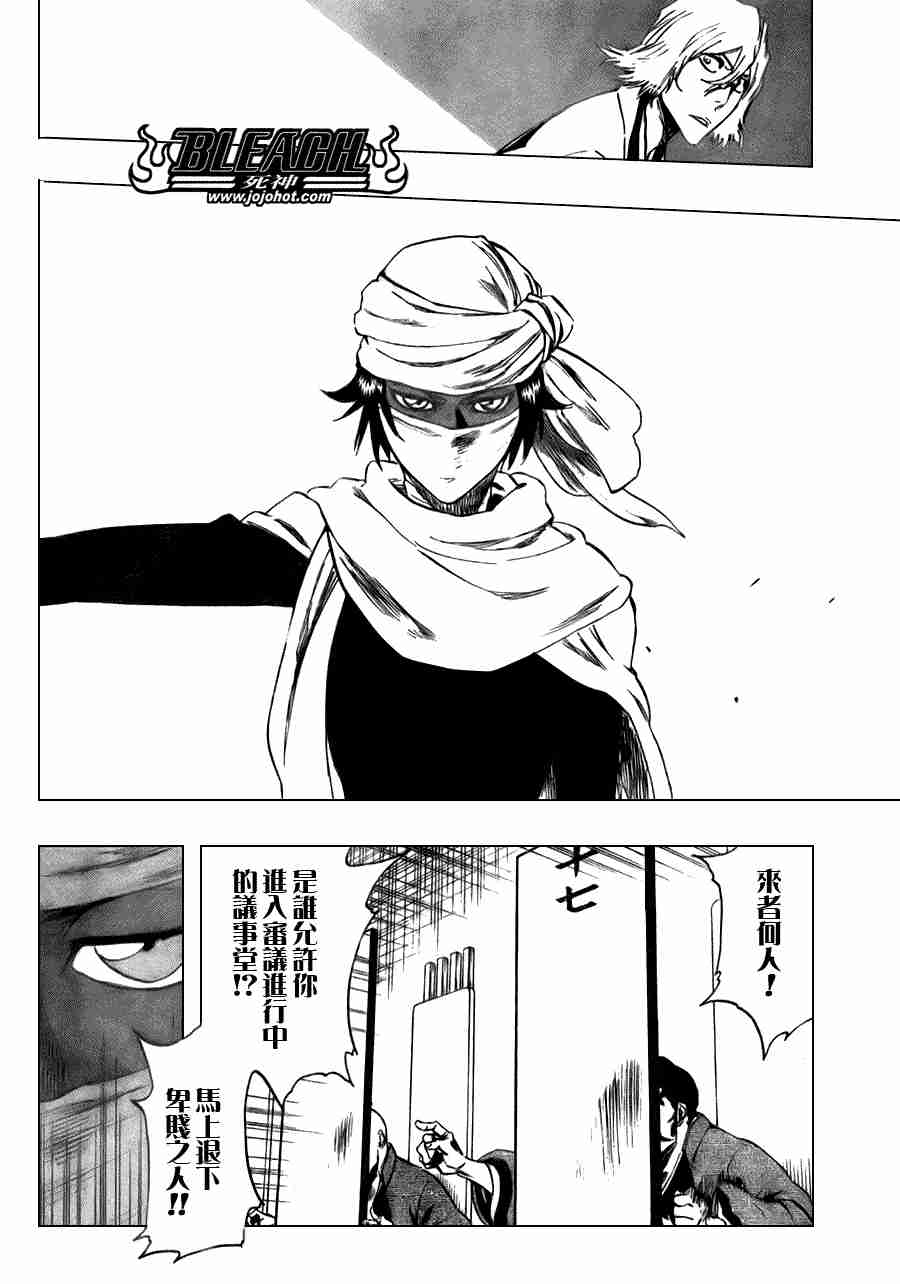 BLEACH
死神
www.jojohot.com
來者何人!
十七
是誰允許你
進入審議進行中
的議事堂!?
馬上退下
卑賤之人!!